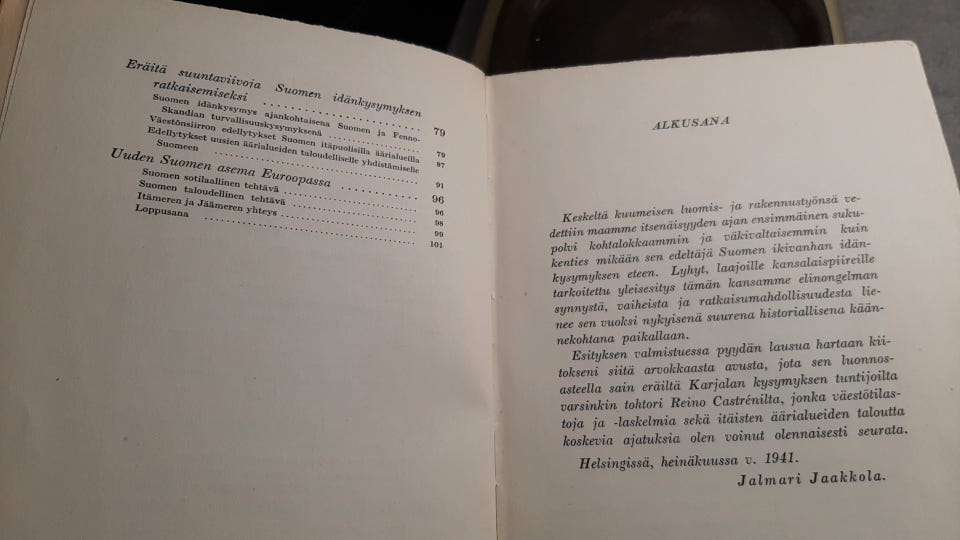 Eräitä suuntaviivoja Suomen idänkysymyksen
ratkaisemiseksi .................... 79
Suomen idänkysymys ajankohtaisena Suomen ja Fenno-
Skandian turvallisuuskysymyksenä ................ 79
Väestönsiirron edellytykset Suomen itäpuolisilla äärialueilla 87
Edellytykset uusien äärialueiden taloudelliselle yhdistämiselle
Suomeen .................................... 91
Uuden Suomen asema Euroopassa ........... 96
Suomen sotilaallinen tehtävä ......................... 96
Suomen taloudellinen tehtävä ........................ 98
Itämeren ja Jäämeren yhteys ......................... 99
Loppusana .................................... 101
ALKUSANA
Keskeltä kuumeisen luomis- ja rakennustyönsä ve-
dettiin maamme itsenäisyyden ajan ensimmäinen suku-
polvi kohtalokkaammin ja väkivaltaisemmin kuin
kenties mikään sen edeltäjä Suomen ikivanhan idän-
kysymyksen eteen. Lyhyt, laajoille kansalaispiireille
tarkoitettu yleisesitys tämän kansamme elinongelman
synnystä, vaiheista ja ratkaisumahdollisuudesta lie-
nee sen vuoksi nykyisenä suurena historiallisena kään-
nekohtana paikallaan.
Esityksen valmistuessa pyydän lausua hartaan kii-
tokseni siitä arvokkaasta avusta, jota sen luonnos-
asteella sain eräiltä Karjalan kysymyksen tuntijoilta
varsinkin tohtori Reino Castrénilta, jonka väestötilas-
toja ja -laskelmia sekä itäisten äärialueiden taloutta
koskevia ajatuksia olen voinut olennaisesti seurata.
Helsingissä, heinäkuussa v. 1941.
Jalmari Jaakkola.